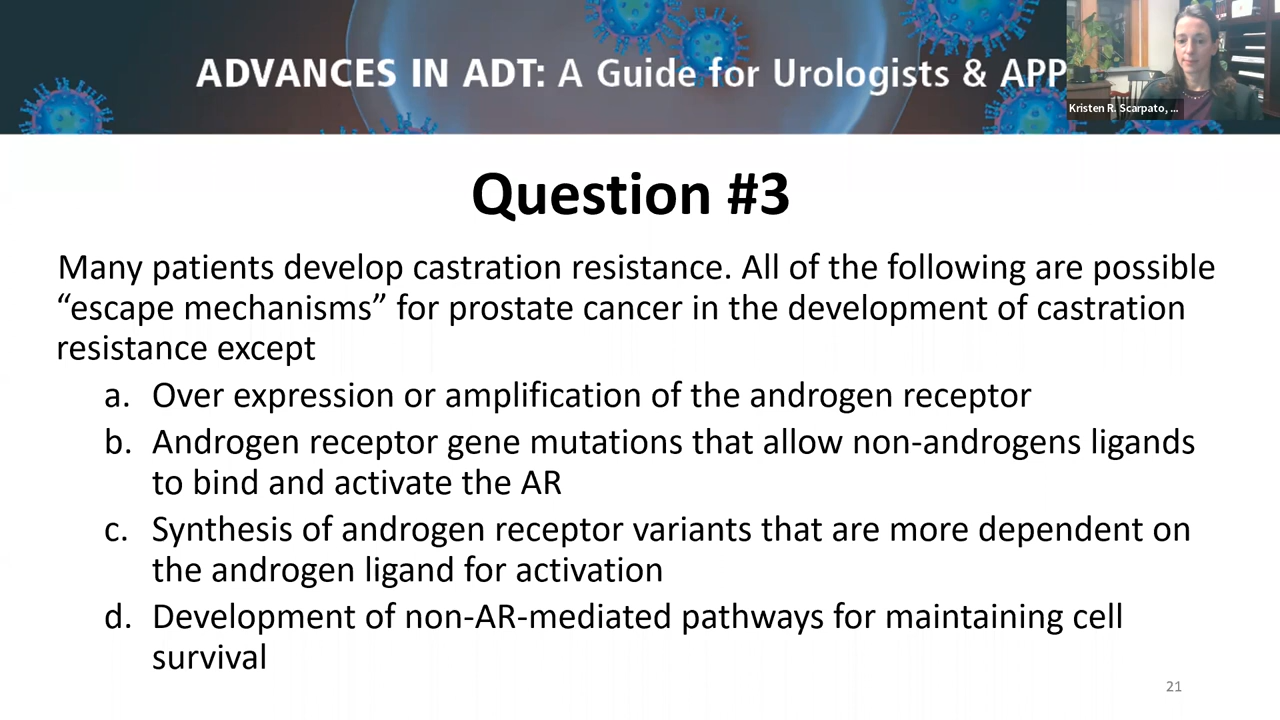 ADVANCES IN ADT: A Guide for Urologists & APP
Kristen R. Scarpato, ...
Question #3
Many patients develop castration resistance. All of the following are possible
“escape mechanisms” for prostate cancer in the development of castration
resistance except
a. Over expression or amplification of the androgen receptor
b. Androgen receptor gene mutations that allow non-androgens ligands
to bind and activate the AR
c. Synthesis of androgen receptor variants that are more dependent on
the androgen ligand for activation
d. Development of non-AR-mediated pathways for maintaining cell
survival
21